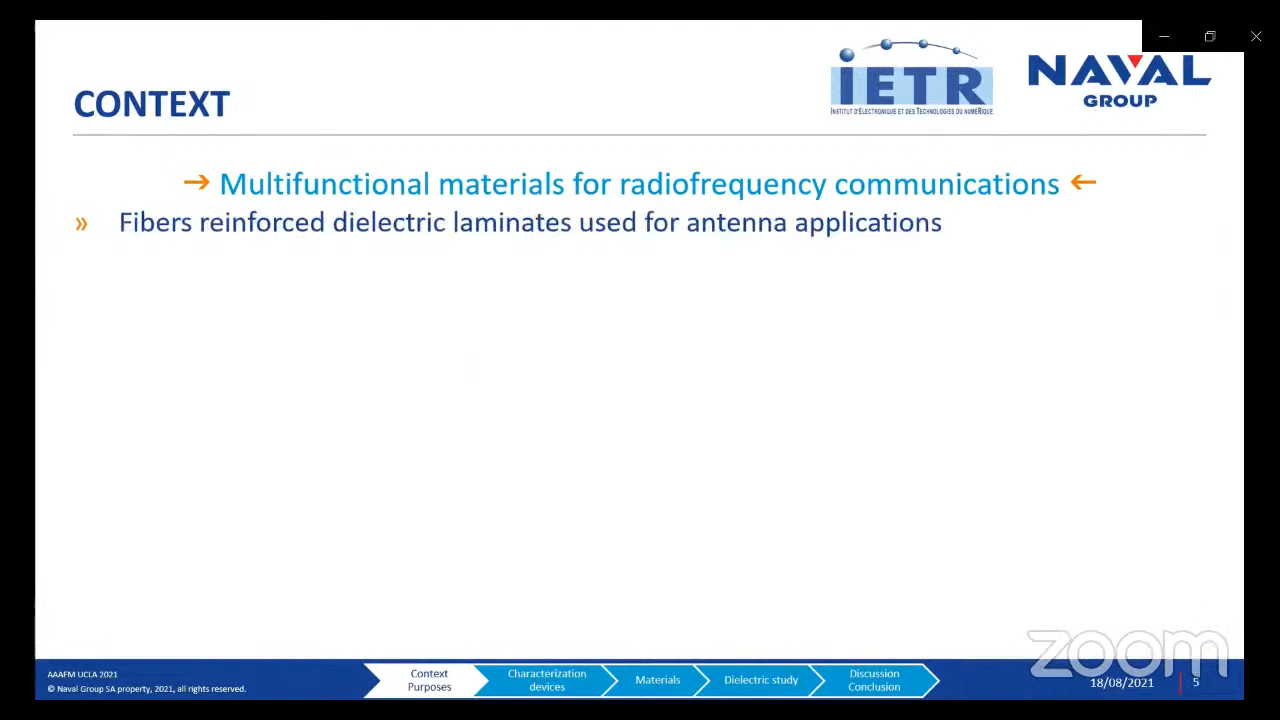 IETR
INSTITUT D'ÉLECTRONIQUE ET DES TECHNOLOGIES DU NUMÉRIQUE
NAVAL
GROUP
CONTEXT
➔ Multifunctional materials for radiofrequency communications ←
» Fibers reinforced dielectric laminates used for antenna applications
zoom
AAAFM UCLA 2021
© Naval Group SA property, 2021, all rights reserved.
Context
Purposes
Characterization
devices
Materials
Dielectric study
Discussion
Conclusion
18/08/2021
5